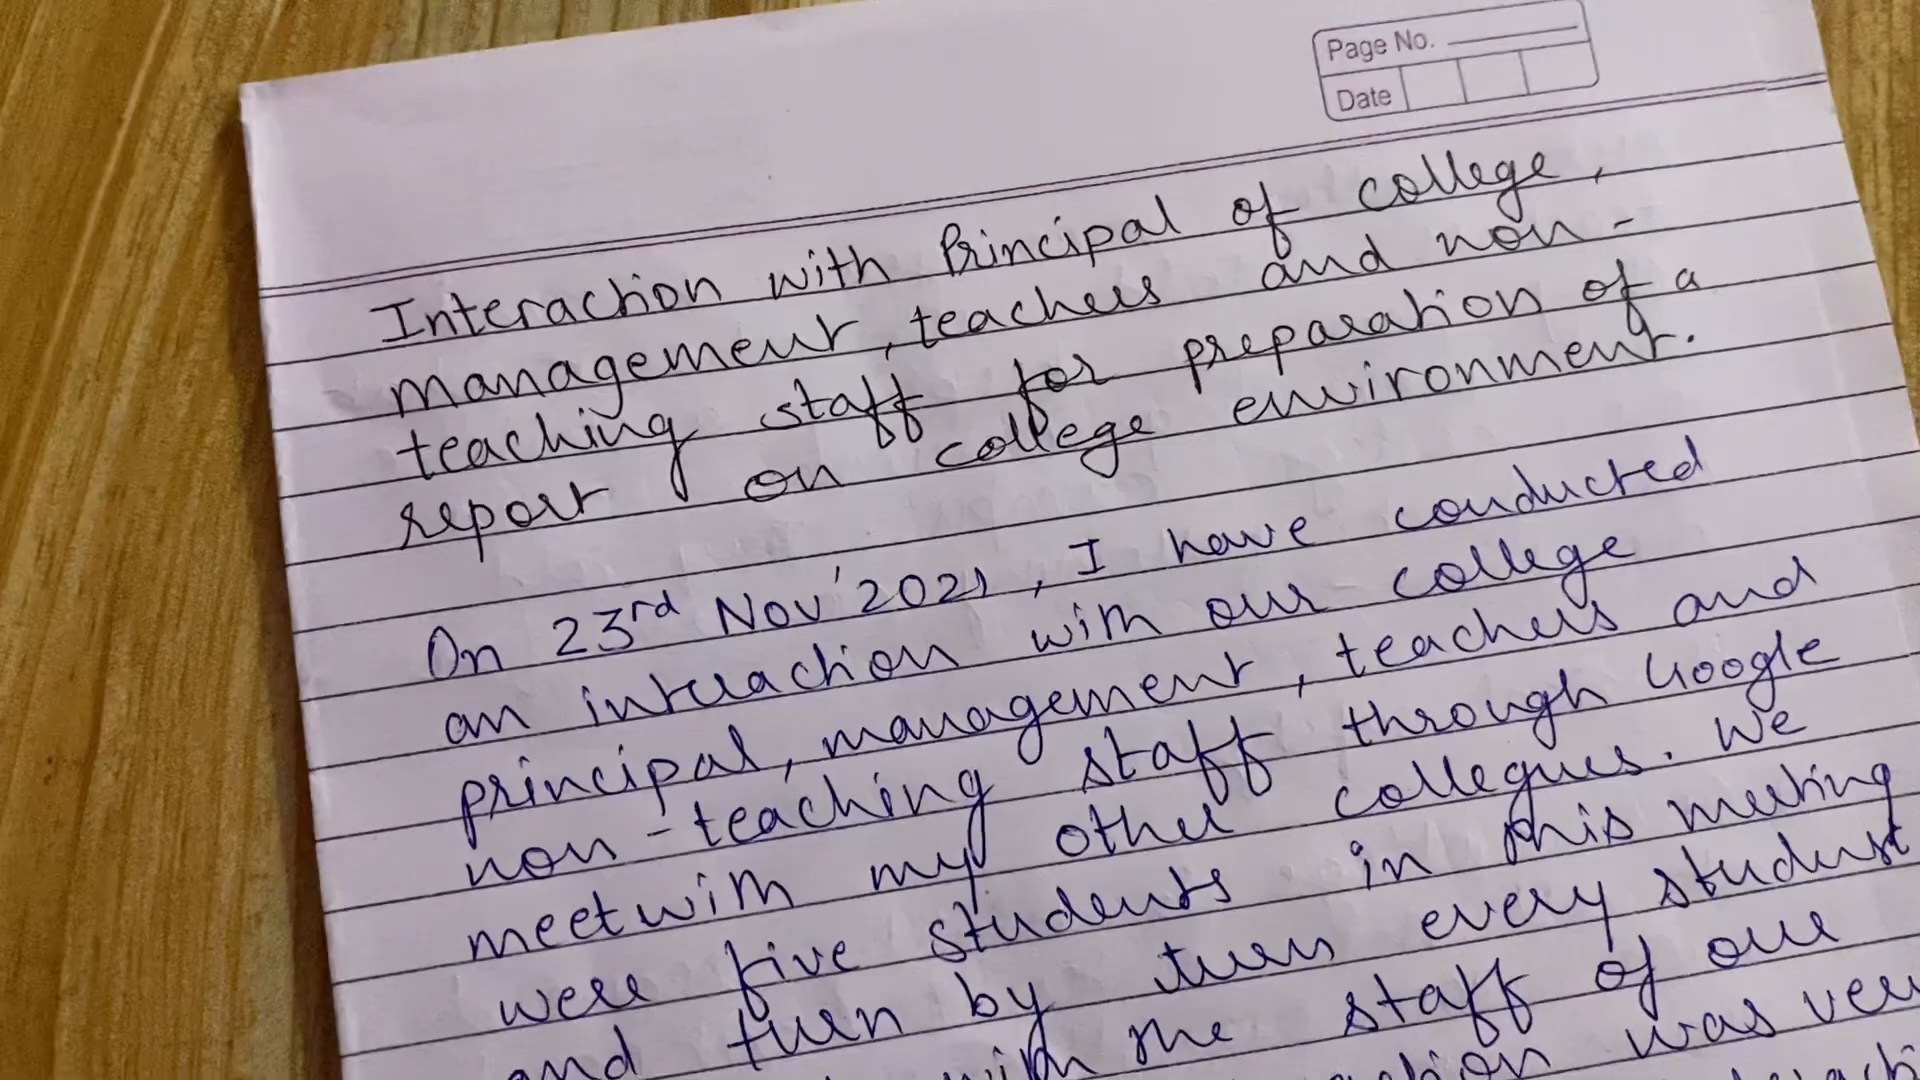 Page No.
Date
Interaction with Principal of college,
management, teachers and non-
teaching staff for preparation of a
report on college environment.
On 23rd Nov'2021, I have conducted
an interaction with our college
principal, management, teachers and
non-teaching staff through Google
meet with my other collegues. We
were five students in this meeting
and turn by turn every student
with the staff of our
was very